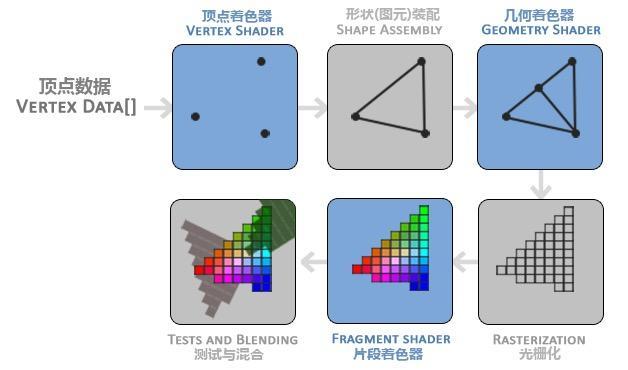 顶点着色器
VERTEX SHADER
形状(图元)装配
SHAPE ASSEMBLY
几何着色器
GEOMETRY SHADER
顶点数据
VERTEX DATA[]
TESTS AND BLENDING
测试与混合
FRAGMENT SHADER
片段着色器
RASTERIZATION
光栅化